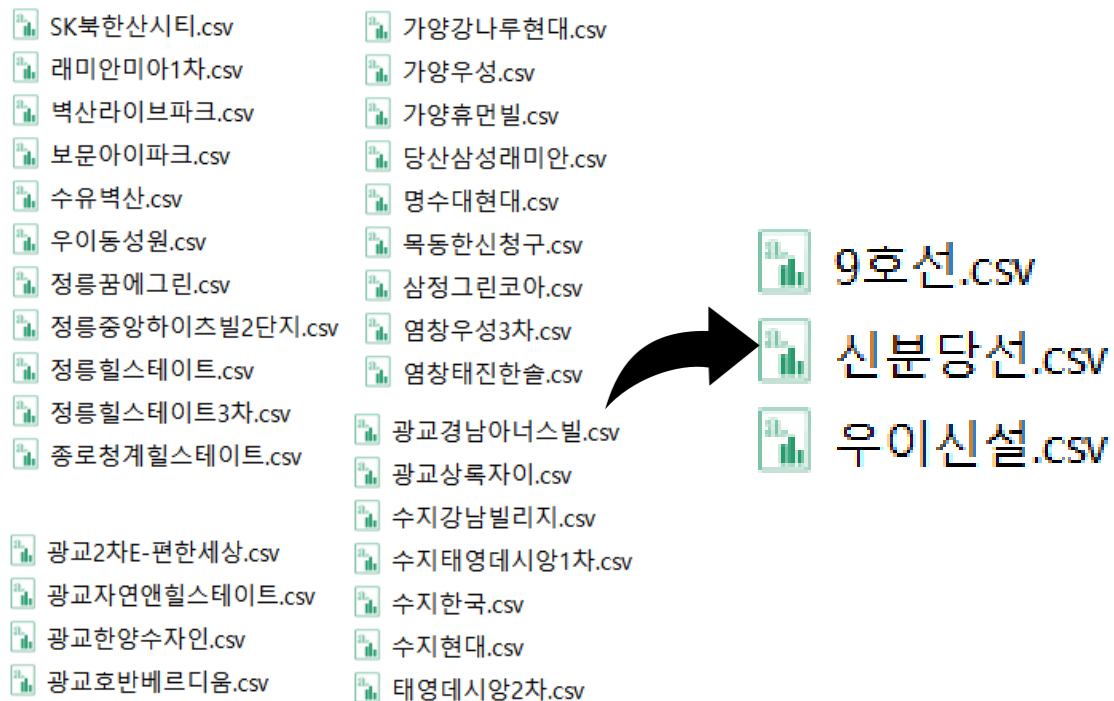 SK북한산시티.csv
래미안미아1차.csv
벽산라이브파크.csv
보문아이파크.csv
수유벽산.csv
우이동성원.csv
정릉꿈에그린.csv
정릉중앙하이츠빌2단지.csv
정릉힐스테이트.csv
정릉힐스테이트3차.csv
종로청계힐스테이트.csv
광교2차E-편한세상.csv
광교자연앤힐스테이트.csv
광교한양수자인.csv
광교호반베르디움.csv
가양강나루현대.csv
가양우성.csv
가양휴먼빌.csv
당산삼성래미안.csv
명수대현대.csv
목동한신청구.csv
삼정그린코아.csv
염창우성3차.csv
염창태진한솔.csv
광교경남아너스빌.csv
광교상록자이.csv
수지강남빌리지.csv
수지태영데시앙1차.csv
수지한국.csv
수지현대.csv
태영데시앙2차.csv
9호선.csv
신분당선.csv
우이신설.csv